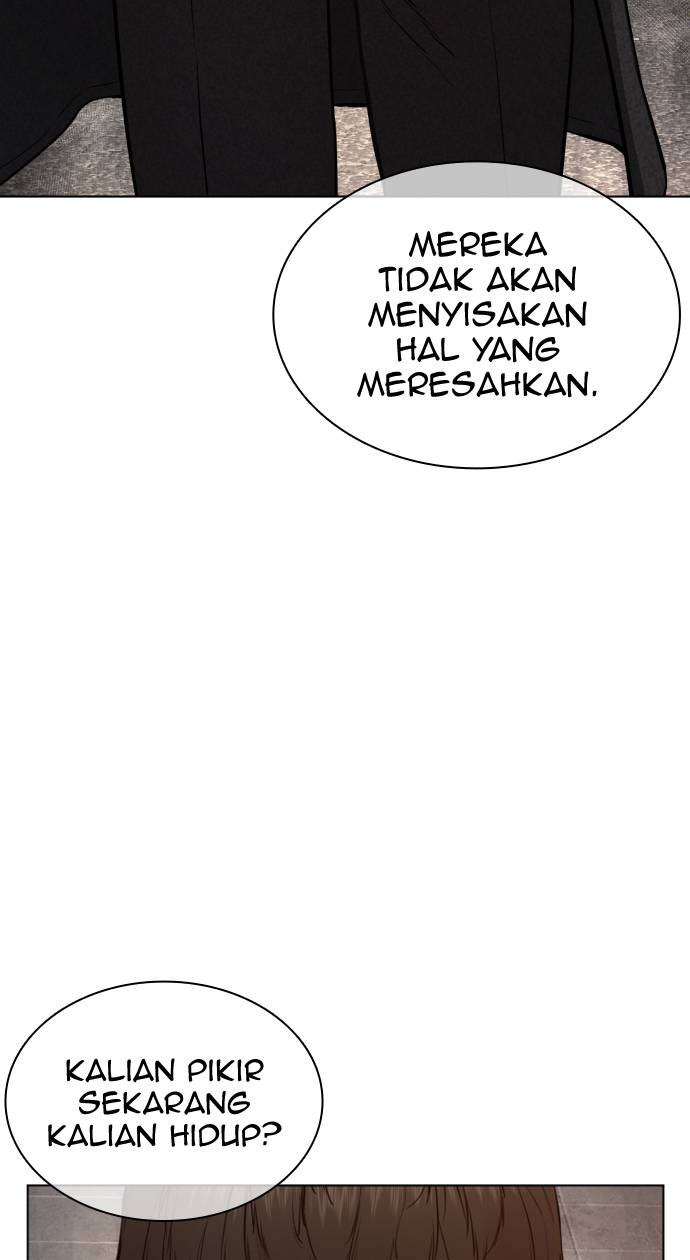 MEREKA
TIDAK AKAN
MENYISAKAN
HAL YANG
MERESAHKAN.
KALIAN PIKIR
SEKARANG
KALIAN HIDUP?